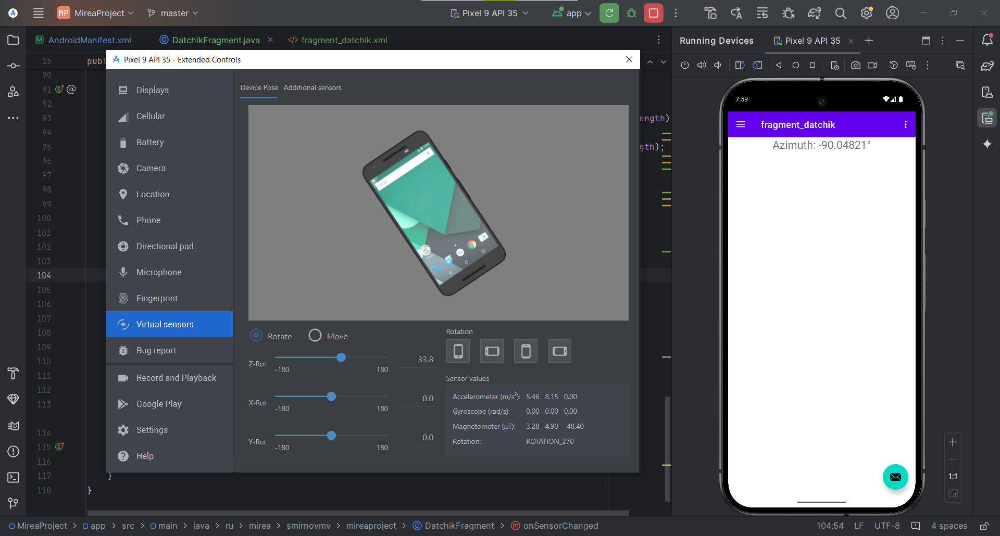 MP MireaProject master Pixel 9 API 35 app
AndroidManifest.xml DatchikFragment.java fragment_datchik.xml
Running Devices Pixel 9 API 35
15 publ
Pixel 9 API 35 - Extended Controls
90
91 @
92
93 ength)
94
95 gth);
96
97
98
99
100
101
102
103
104
105
106
107
108
109
110
111
112
113
114
115
116
117 }
118 }
Displays
Cellular
Battery
Camera
Location
Phone
Directional pad
Microphone
Fingerprint
Virtual sensors
Bug report
Record and Playback
Google Play
Settings
Help
Device Pose Additional sensors
Google
Rotate Move
Z-Rot -180 180 33.8
X-Rot -180 180 0.0
Y-Rot -180 180 0.0
Rotation
Sensor values
Accelerometer (m/s²): 5.46 8.15 0.00
Gyroscope (rad/s): 0.00 0.00 0.00
Magnetometer (μT): 3.28 4.90 -48.40
Rotation: ROTATION_270
7:59
fragment_datchik
Azimuth: -90.04821°
1:1
MireaProject app src main java ru mirea smirnovmv mireaproject DatchikFragment onSensorChanged
104:54 LF UTF-8 4 spaces